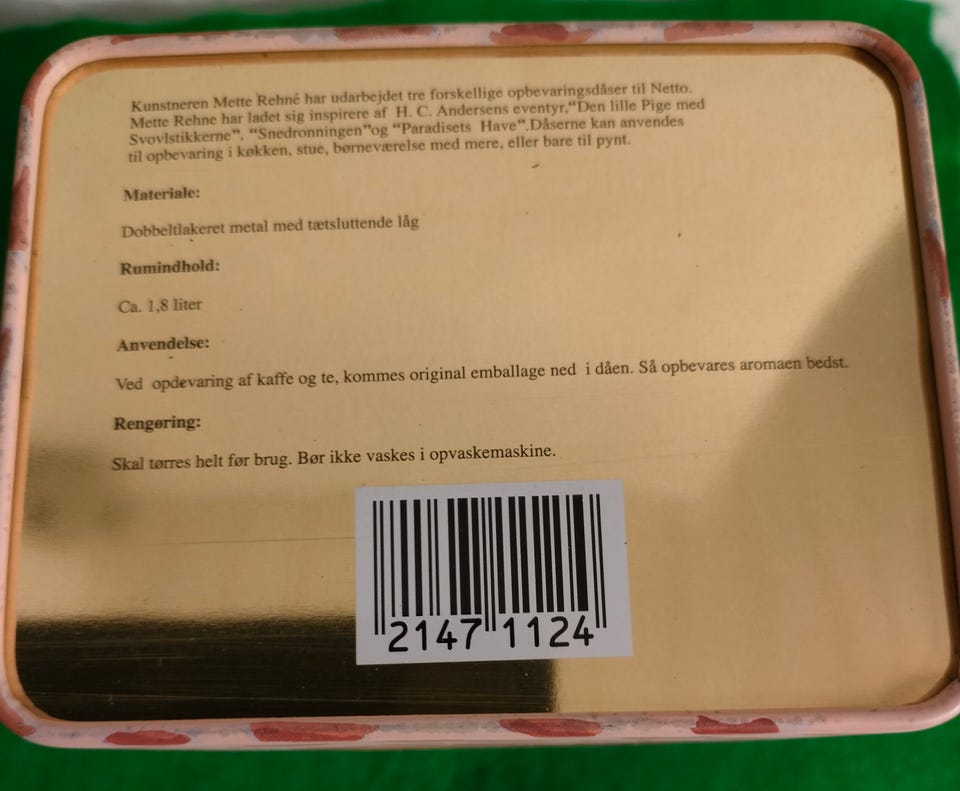 Kunstneren Mette Rehné har udarbejdet tre forskellige opbevaringsdåser til Netto.
Mette Rehne har ladet sig inspirere af H. C. Andersens eventyr,“Den lille Pige med
Svovlstikkerne”, “Snedronningen”og “Paradisets Have”.Dåserne kan anvendes
til opbevaring i køkken, stue, børneværelse med mere, eller bare til pynt.
Materiale:
Dobbeltlakeret metal med tætsluttende låg
Rumindhold:
Ca. 1,8 liter
Anvendelse:
Ved opdevaring af kaffe og te, kommes original emballage ned i dåen. Så opbevares aromaen bedst.
Rengøring:
Skal tørres helt før brug. Bør ikke vaskes i opvaskemaskine.
2147 1124